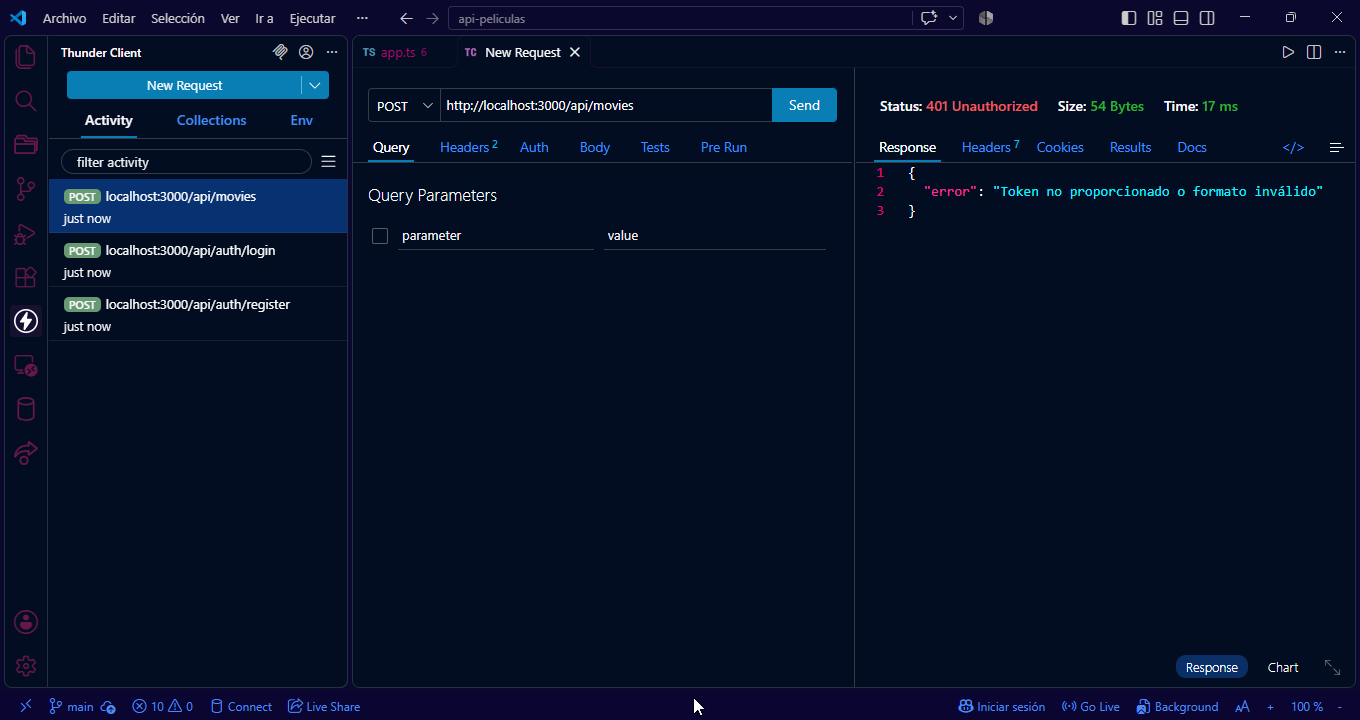 Archivo Editar Selección Ver Ir a Ejecutar ··· api-peliculas
Thunder Client ···
New Request
Activity Collections Env
filter activity
POST localhost:3000/api/movies
just now
POST localhost:3000/api/auth/login
just now
POST localhost:3000/api/auth/register
just now
TS app.ts 6 TC New Request ···
POST http://localhost:3000/api/movies Send
Query Headers 2 Auth Body Tests Pre Run
Query Parameters
parameter value
Status: 401 Unauthorized Size: 54 Bytes Time: 17 ms
Response Headers 7 Cookies Results Docs </>
1 {
2 "error": "Token no proporcionado o formato inválido"
3 }
Response Chart
main 10 0 Connect Live Share Iniciar sesión Go Live Background AA + 100 % -